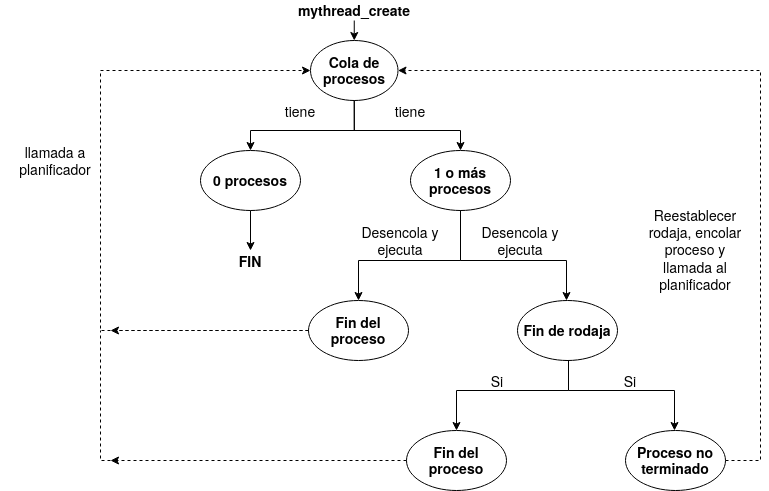 mythread_create
Cola de
procesos
tiene
tiene
llamada a
planificador
0 procesos
1 o más
procesos
FIN
Desencola y
ejecuta
Desencola y
ejecuta
Reestablecer
rodaja, encolar
proceso y
llamada al
planificador
Fin del
proceso
Fin de rodaja
Si
Si
Fin del
proceso
Proceso no
terminado